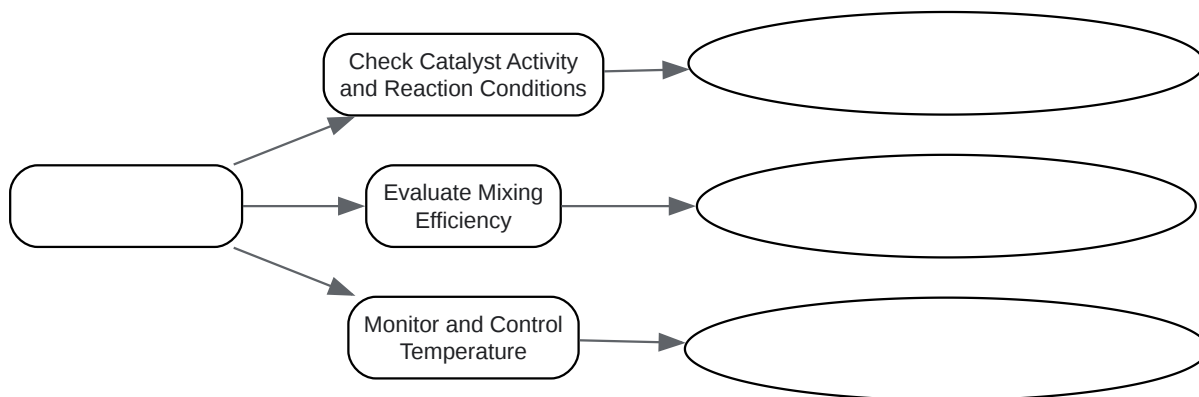 Check Catalyst Activity
and Reaction Conditions
Evaluate Mixing
Efficiency
Monitor and Control
Temperature